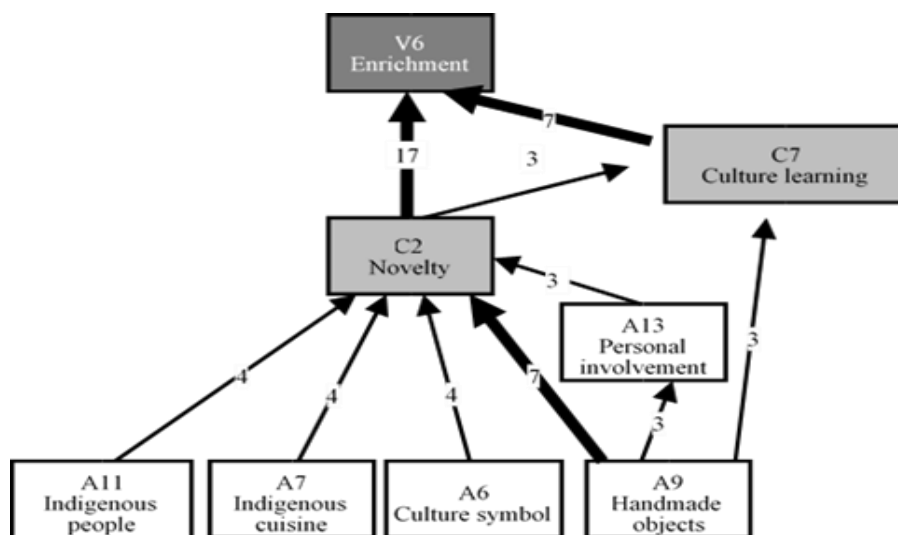 V6
Enrichment
7
17
3
C7
Culture learning
C2
Novelty
3
A13
Personal
involvement
3
4
4
4
7
3
A11
Indigenous
people
A7
Indigenous
cuisine
A6
Culture symbol
A9
Handmade
objects